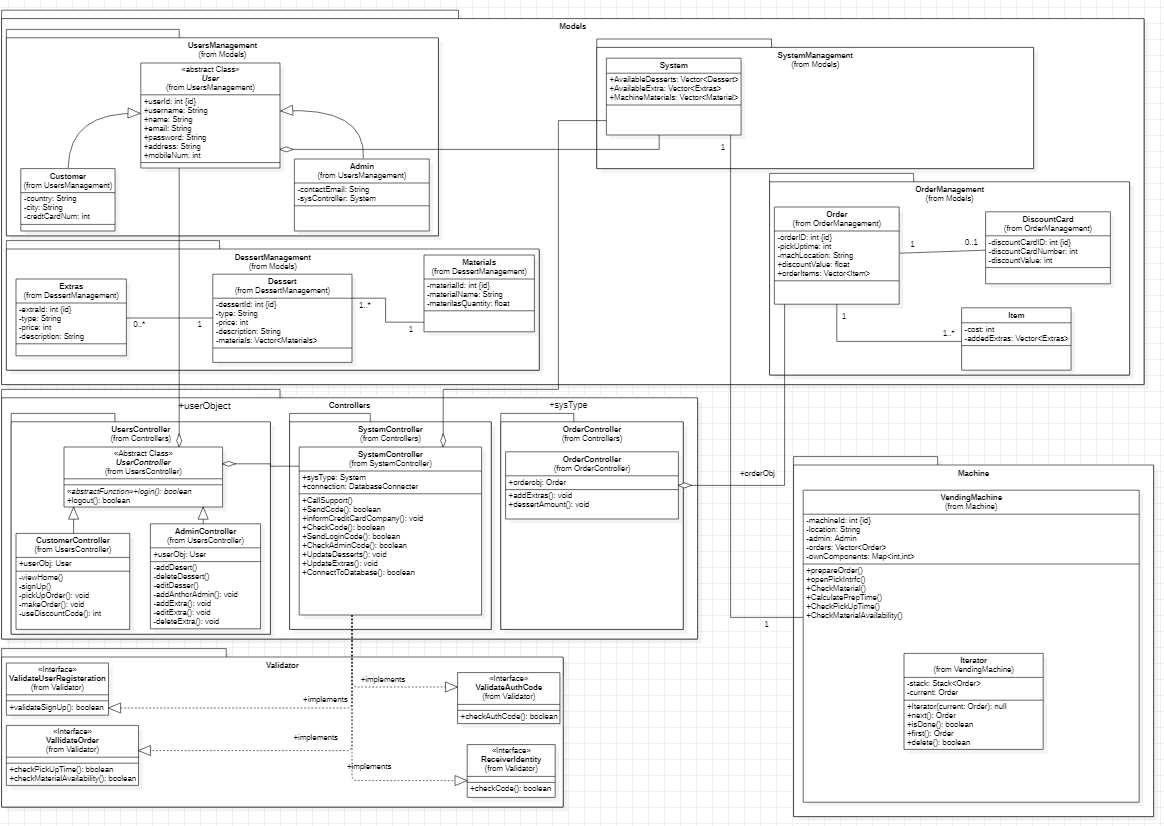 Models
UsersManagement
(from Models)
«abstract Class»
User
(from UsersManagement)
+userId: int {id}
+username: String
+name: String
+email: String
+password: String
+address: String
+mobileNum: int
Customer
(from UsersManagement)
-country: String
-city: String
-credtCardNum: int
Admin
(from UsersManagement)
-contactEmail: String
-sysController: System
SystemManagement
(from Models)
System
+AvailableDesserts: Vector<Dessert>
+AvailableExtra: Vector<Extras>
+MachineMaterials: Vector<Material>
1
OrderManagement
(from Models)
Order
(from OrderManagement)
-orderID: int {id}
-pickUptime: int
-machLocation: String
+discountValue: float
+orderItems: Vector<Item>
1
0..1
DiscountCard
(from OrderManagement)
-discountCardID: int {id}
-discountCardNumber: int
-discountValue: int
1
1..*
Item
-cost: int
-addedExtras: Vector<Extras>
DessertManagement
(from Models)
Extras
(from DessertManagement)
-extraId: int {id}
-type: String
-price: int
-description: String
0..*
1
Dessert
(from DessertManagement)
-dessertId: int {id}
-type: String
-price: int
-description: String
-materials: Vector<Materials>
1..*
1
Materials
(from DessertManagement)
-materialId: int {id}
-materialName: String
-materilasQuantity: float
Controllers
+userObject
+sysType
UsersController
(from Controllers)
«Abstract Class»
UserController
(from UsersController)
«abstractFunction»+login(): boolean
+logout(): boolean
CustomerController
(from UsersController)
+userObj: User
-viewHome()
-signUp()
-pickUpOrder(): void
-makeOrder(): void
-useDiscountCode(): int
AdminController
(from UsersController)
+userObj: User
-addDesert()
-deleteDessert()
-editDesser()
-addAnthorAdmin(): void
-addExtra(): void
-editExtra(): void
-deleteExtra(): void
SystemController
(from Controllers)
SystemController
(from SystemController)
+sysType: System
+connection: DatabaseConnecter
+CallSupport()
+SendCode(): boolean
+informCreditCardCompany(): void
+CheckCode(): boolean
+SendLoginCode(): boolean
+CheckAdminCode(): boolean
+UpdateDesserts(): void
+UpdateExtras(): void
+ConnectToDatabase(): boolean
OrderController
(from Controllers)
OrderController
(from OrderController)
+orderobj: Order
+addExtras(): void
+dessertAmount(): void
+orderObj
Machine
VendingMachine
(from Machine)
-machineId: int {id}
-location: String
-admin: Admin
-orders: Vector<Order>
-ownComponents: Map<int,int>
+prepareOrder()
+openPickIntrfc()
+CheckMaterial()
+CalculatePrepTime()
+CheckPickUpTime()
+CheckMaterialAvailability()
1
Iterator
(from VendingMachine)
-stack: Stack<Order>
-current: Order
+Iterator(current: Order): null
+next(): Order
+isDone(): boolean
+first(): Order
+delete(): boolean
Validator
«Interface»
ValidateUserRegisteration
(from Validator)
+validateSignUp(): boolean
+implements
+implements
«Interface»
ValidateAuthCode
(from Validator)
+checkAuthCode(): boolean
«Interface»
VallidateOrder
(from Validator)
+checkPickUpTime(): bbolean
+checkMaterialAvailability(): boolean
+implements
+implements
«Interface»
ReceiverIdentity
(from Validator)
+checkCode(): boolean